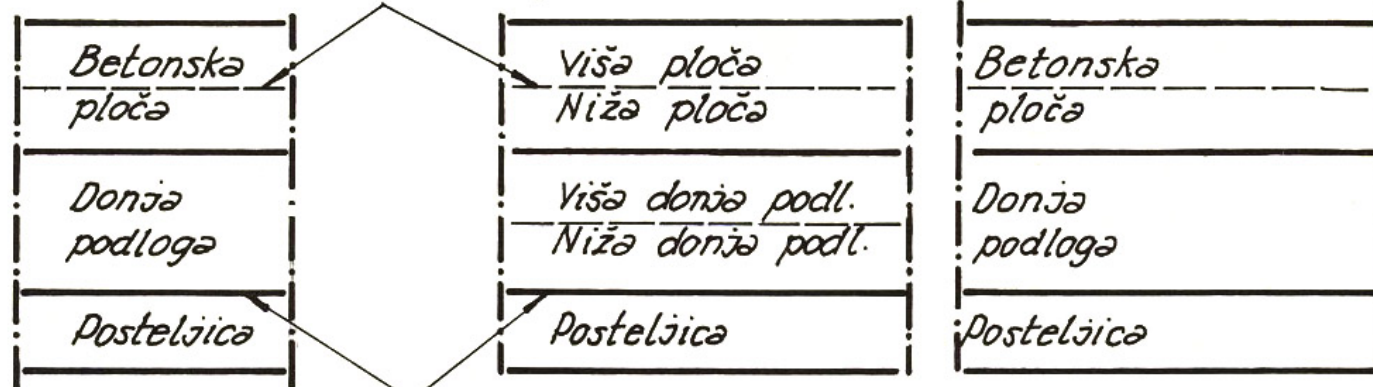 Betonska
ploča
Donja
podloga
Posteljica
Viša ploča
Niža ploča
Viša donja podl.
Niža donja podl.
Posteljica
Betonska
ploča
Donja
podloga
Posteljica